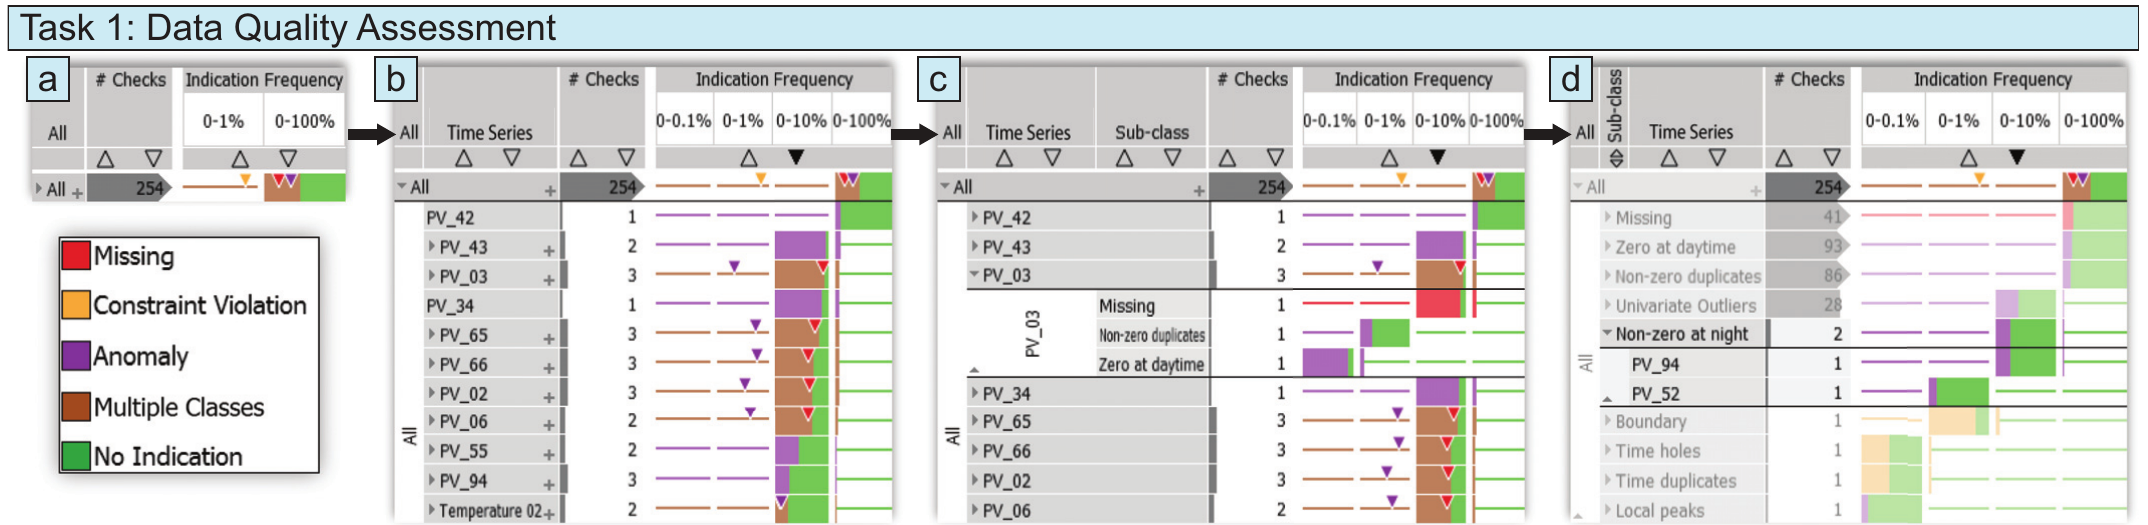 Task 1: Data Quality Assessment
a
# Checks
Indication Frequency
All
0-1%
0-100%
All
254
Missing
Constraint Violation
Anomaly
Multiple Classes
No Indication
b
# Checks
Indication Frequency
All
Time Series
0-0.1%
0-1%
0-10%
0-100%
All
254
All
PV_42
1
PV_43
2
PV_03
3
PV_34
1
PV_65
3
PV_66
3
PV_02
3
PV_06
2
PV_55
2
PV_94
3
Temperature 02
2
c
# Checks
Indication Frequency
All
Time Series
Sub-class
0-0.1%
0-1%
0-10%
0-100%
All
254
All
PV_42
1
PV_43
2
PV_03
3
PV_03
Missing
1
Non-zero duplicates
1
Zero at daytime
1
PV_34
1
PV_65
3
PV_66
3
PV_02
3
PV_06
2
d
Sub-class
# Checks
Indication Frequency
All
Time Series
0-0.1%
0-1%
0-10%
0-100%
All
254
All
Missing
41
Zero at daytime
93
Non-zero duplicates
86
Univariate Outliers
28
Non-zero at night
2
PV_94
1
PV_52
1
Boundary
1
Time holes
1
Time duplicates
1
Local peaks
1